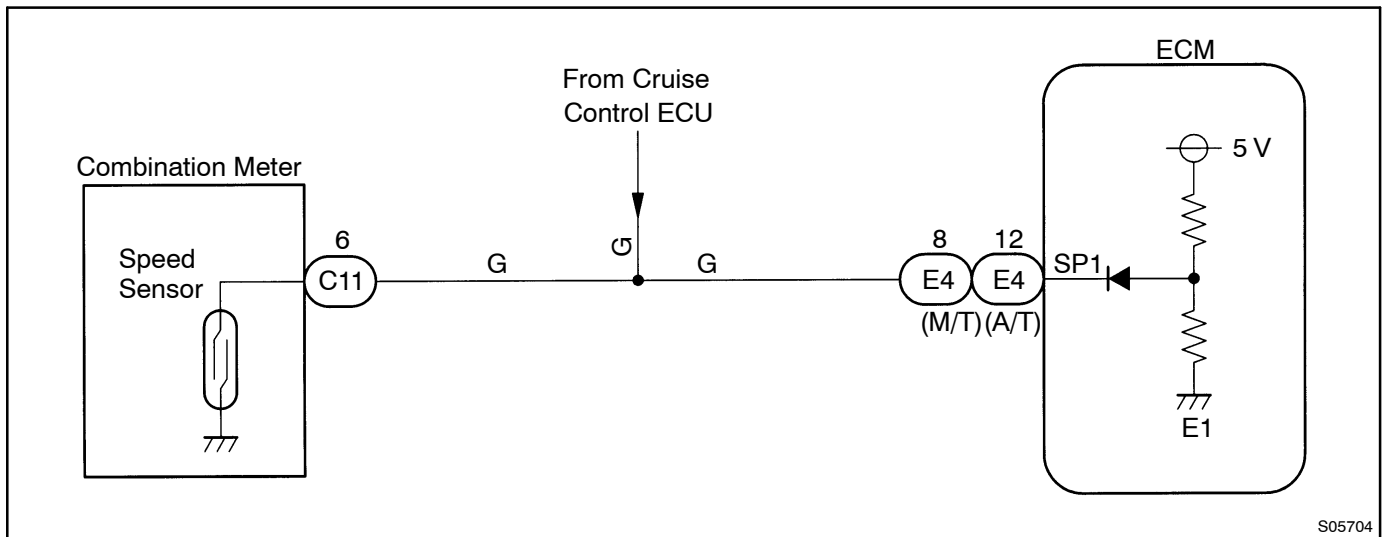 ECM
From Cruise
Control ECU
5 V
Combination Meter
Speed
Sensor
6
C11
G
G
G
8
12
E4
E4
(M/T)
(A/T)
SP1
E1
S05704